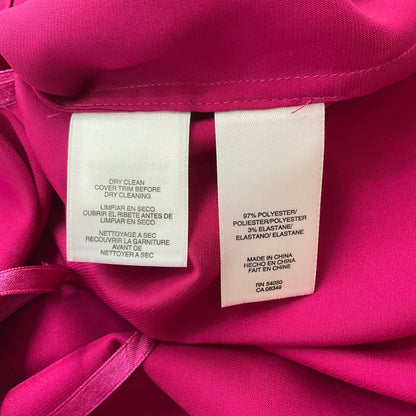 DRY CLEAN
COVER TRIM BEFORE
DRY CLEANING
LIMPIAR EN SECO
CUBRIR EL RIBETE ANTES DE
LIMPIAR EN SECO
NETTOYAGE A SEC
RECOUVRIR LA GARNITURE
AVANT DE
NETTOYER A SEC
97% POLYESTER/
POLIESTER/POLYESTER
3% ELASTANE/
ELASTANO/ ELASTANE
MADE IN CHINA
HECHO EN CHINA
FAIT EN CHINE
RN 54050
CA 08349